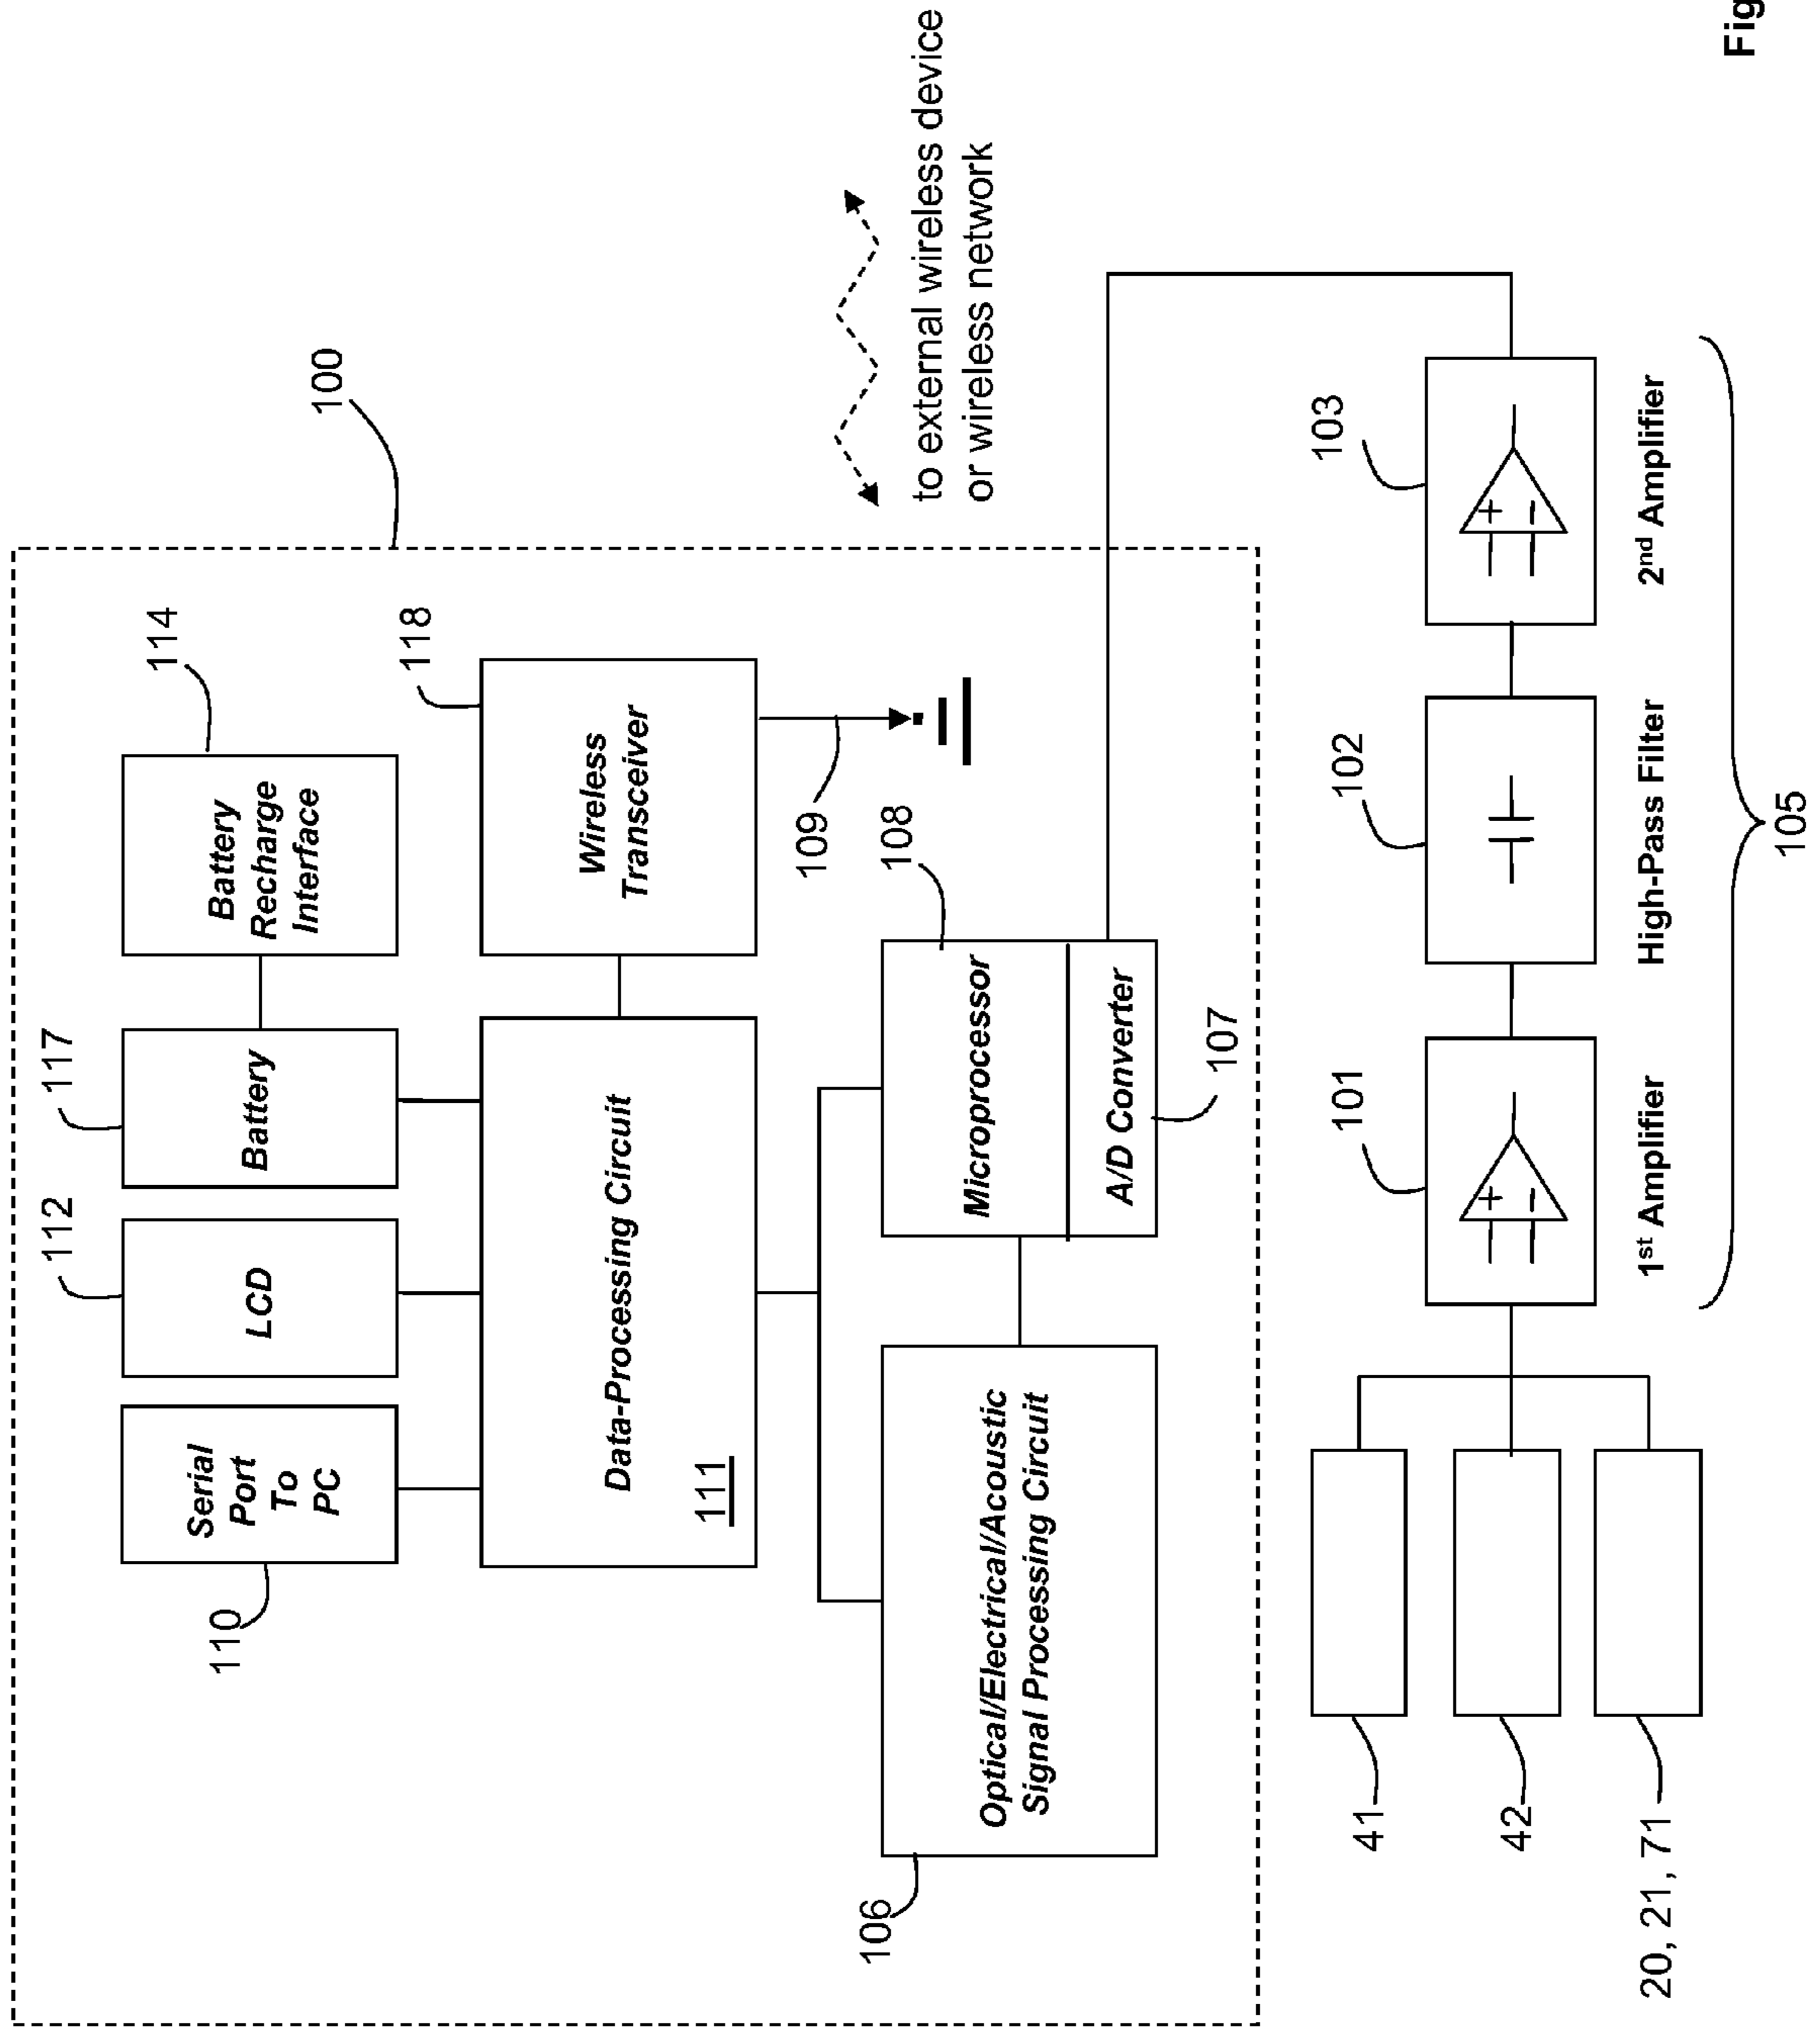 100
to external wireless device
or wireless network
110
Serial
Port
To
PC
112
LCD
117
Battery
114
Battery
Recharge
Interface
Data-Processing Circuit
111
118
Wireless
Transceiver
109
106
Optical/Electrical/Acoustic
Signal Processing Circuit
108
Microprocessor
A/D Converter
107
41
42
20, 21, 71
101
1st Amplifier
102
High-Pass Filter
103
2nd Amplifier
105
Fig